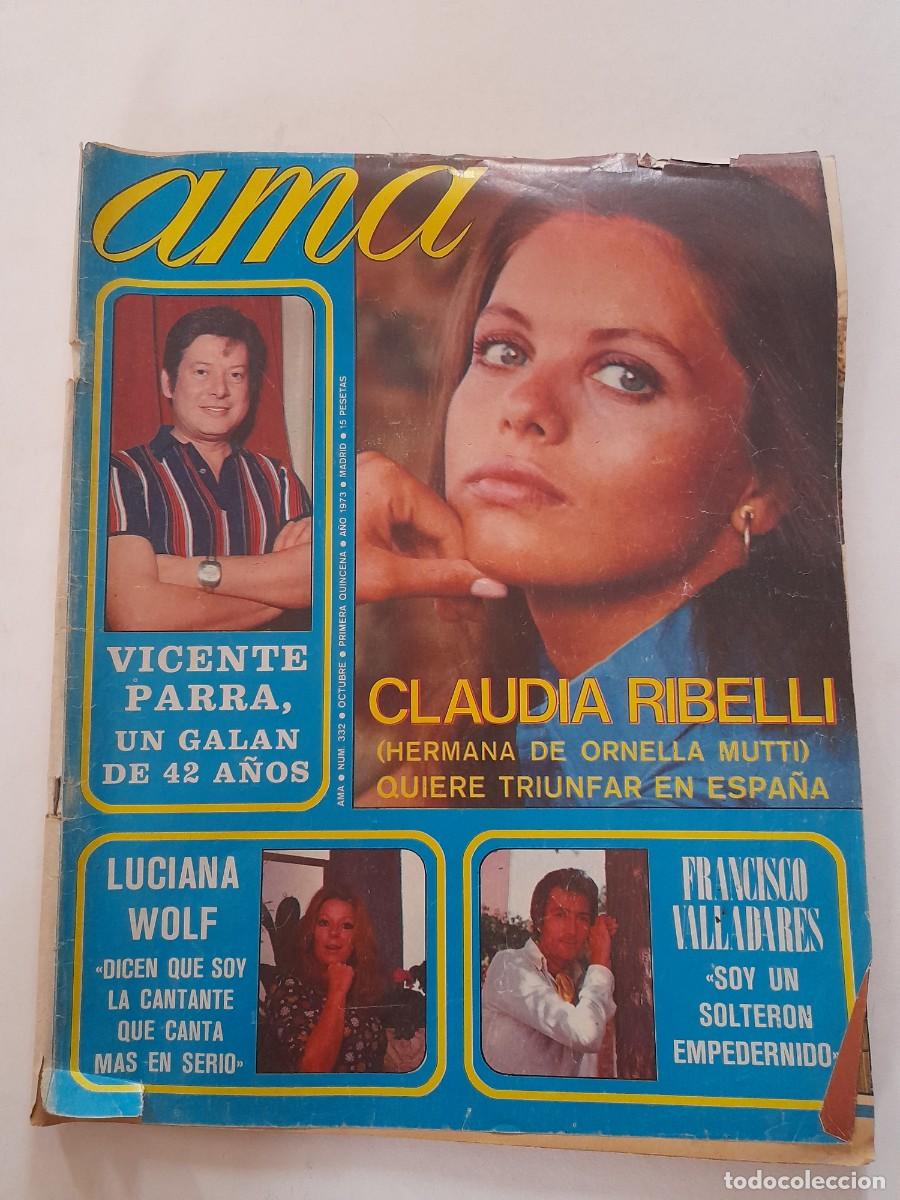 ama
VICENTE
PARRA,
UN GALAN
DE 42 AÑOS
AMA • NUM. 332 • OCTUBRE • PRIMERA QUINCENA • AÑO 1973 • MADRID • 15 PESETAS
CLAUDIA RIBELLI
(HERMANA DE ORNELLA MUTTI)
QUIERE TRIUNFAR EN ESPAÑA
LUCIANA
WOLF
«DICEN QUE SOY
LA CANTANTE
QUE CANTA
MAS EN SERIO»
FRANCISCO
VALLADARES
«SOY UN
SOLTERON
EMPEDERNIDO»
todocoleccion